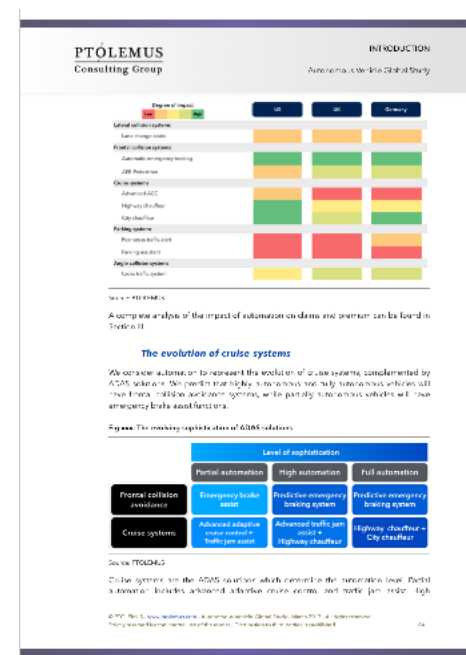 PTOLEMUS
Consulting Group
INTRODUCTION
Autonomous Vehicle Global Study
Degree of impact
Low
High
US
UK
Germany
Lateral collision systems
Lane change assist
Frontal collision systems
Automatic emergency braking
AEB Pedestrian
Cruise systems
Advanced ACC
Highway chauffeur
City chauffeur
Parking systems
Rear cross traffic alert
Parking assistant
Angle collision systems
Cross traffic system
Source: PTOLEMUS
A complete analysis of the impact of automation on claims and premium can be found in
Section III
The evolution of cruise systems
We consider automation to represent the evolution of cruise systems, complemented by
ADAS solutions. We predict that highly autonomous and fully autonomous vehicles will
have frontal collision avoidance systems, while partially autonomous vehicles will have
emergency brake assist functions.
The evolving sophistication of ADAS solutions
Level of sophistication
Partial automation
High automation
Full automation
Frontal collision
avoidance
Emergency brake
assist
Predictive emergency
braking system
Predictive emergency
braking system
Cruise systems
Advanced adaptive
cruise control +
Traffic jam assist
Advanced traffic jam
assist +
Highway chauffeur
Highway chauffeur +
City chauffeur
Source: PTOLEMUS
Cruise systems are the ADAS solutions which determine the automation level. Partial
automation includes advanced adaptive cruise control and traffic jam assist. High